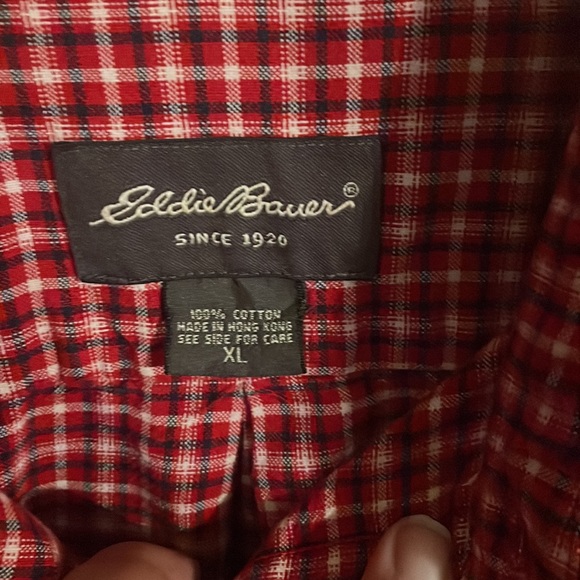 Eddie Bauer®
SINCE 1920
100% COTTON
MADE IN HONG KONG
SEE SIDE FOR CARE
XL